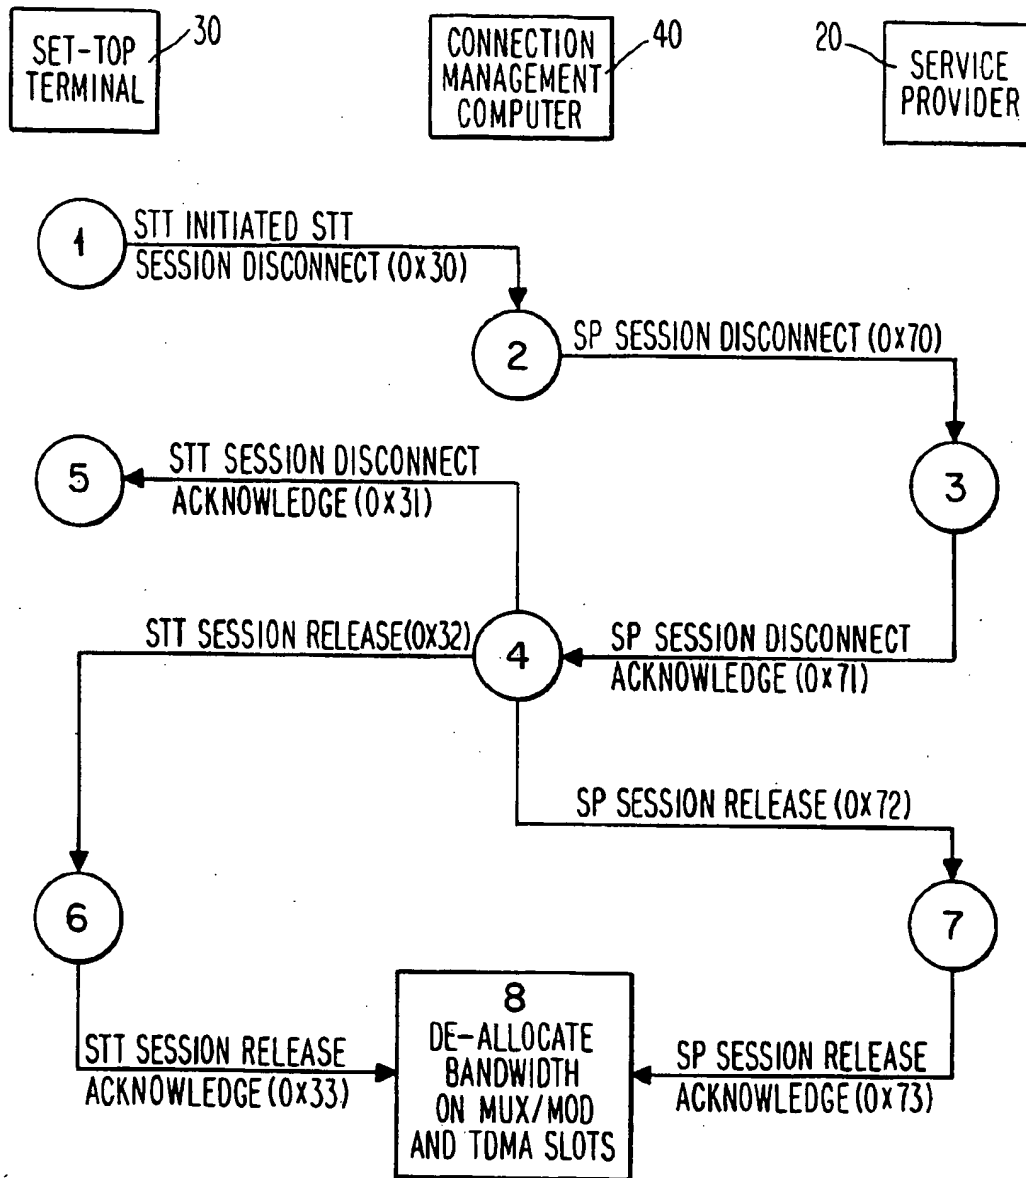 SET-TOP
TERMINAL
30
CONNECTION
MANAGEMENT
COMPUTER
40
20
SERVICE
PROVIDER
1
STT INITIATED STT
SESSION DISCONNECT (0X30)
2
SP SESSION DISCONNECT (0X70)
3
5
STT SESSION DISCONNECT
ACKNOWLEDGE (0X31)
STT SESSION RELEASE(0X32)
4
SP SESSION DISCONNECT
ACKNOWLEDGE (0X71)
SP SESSION RELEASE (0X72)
6
7
STT SESSION RELEASE
ACKNOWLEDGE (0X33)
8
DE-ALLOCATE
BANDWIDTH
ON MUX/MOD
AND TDMA SLOTS
SP SESSION RELEASE
ACKNOWLEDGE (0X73)